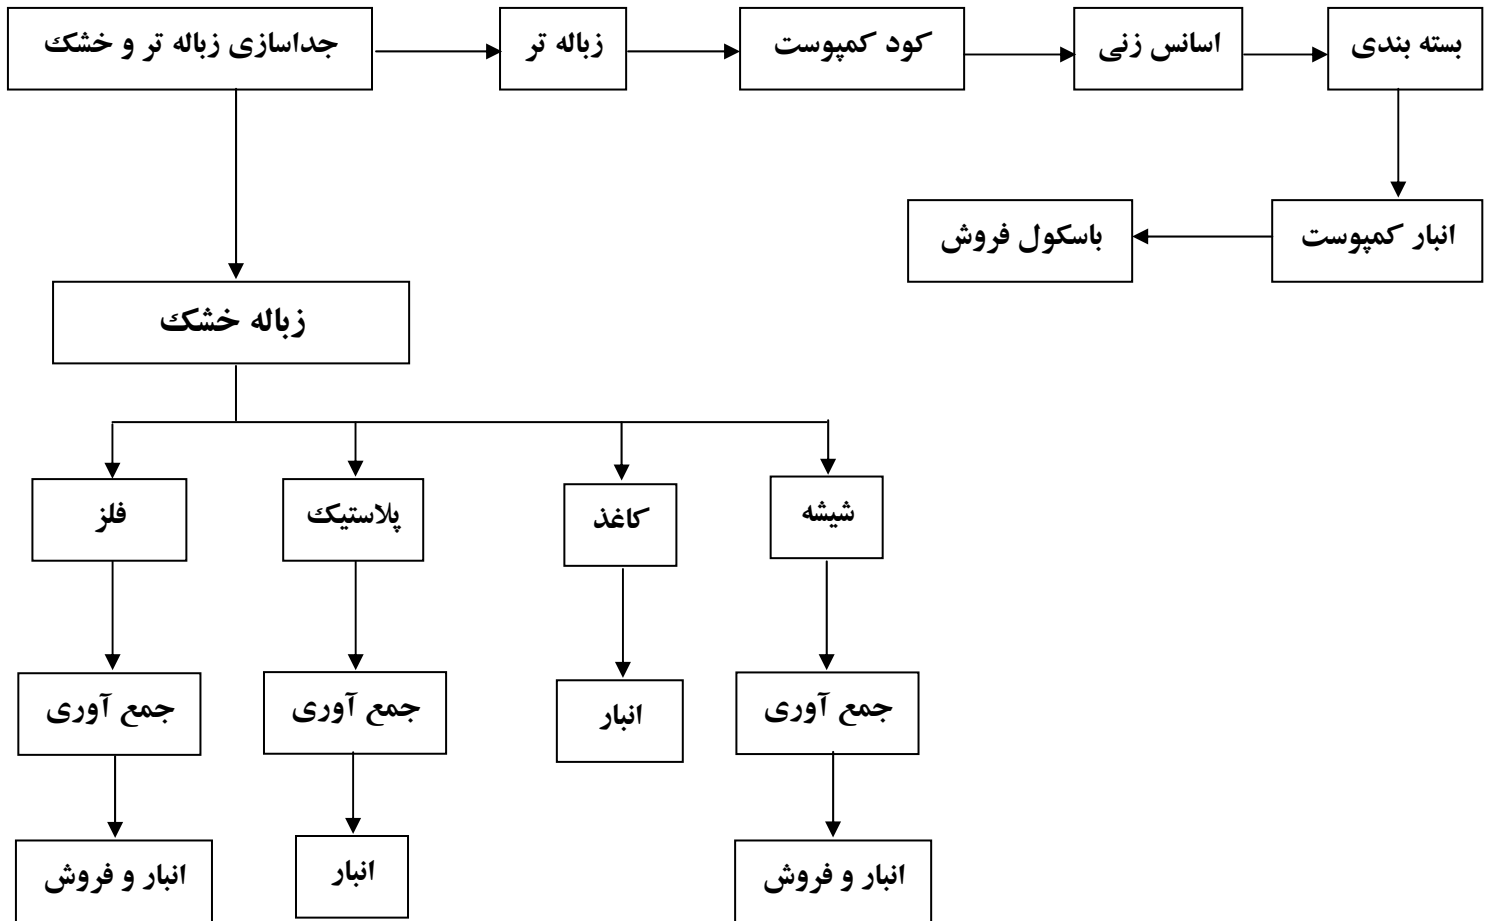 جداسازی زباله تر و خشک
زباله تر
کود کمپوست
اسانس زنی
بسته بندی
انبار کمپوست
باسکول فروش
زباله خشک
فلز
پلاستیک
کاغذ
شیشه
جمع آوری
جمع آوری
انبار
جمع آوری
انبار و فروش
انبار
انبار و فروش